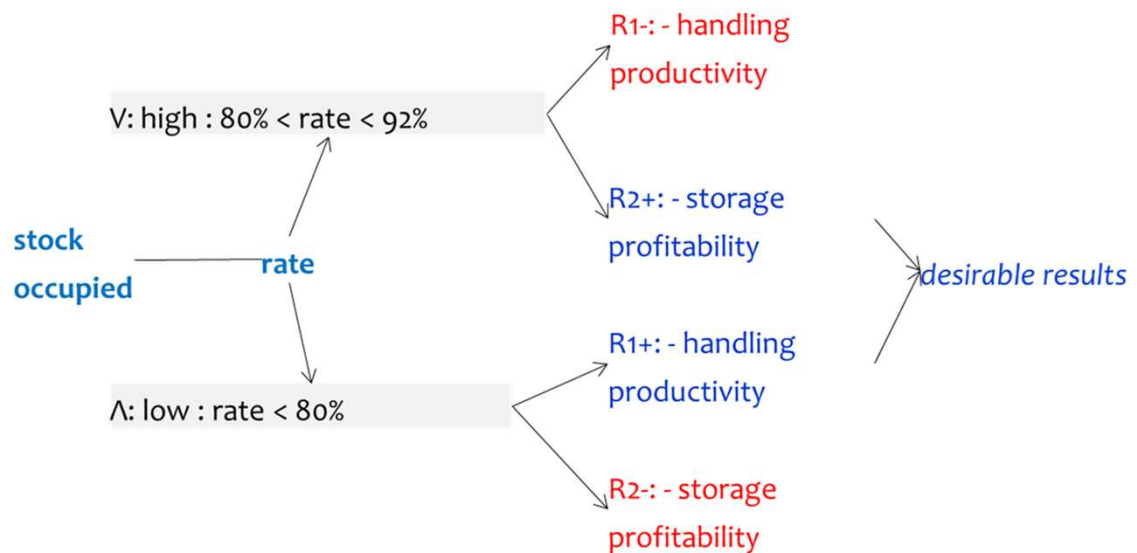 R1-: - handling
productivity
V: high : 80% < rate < 92%
R2+: - storage
profitability
stock
occupied
rate
desirable results
R1+: - handling
productivity
Λ: low : rate < 80%
R2-: - storage
profitability